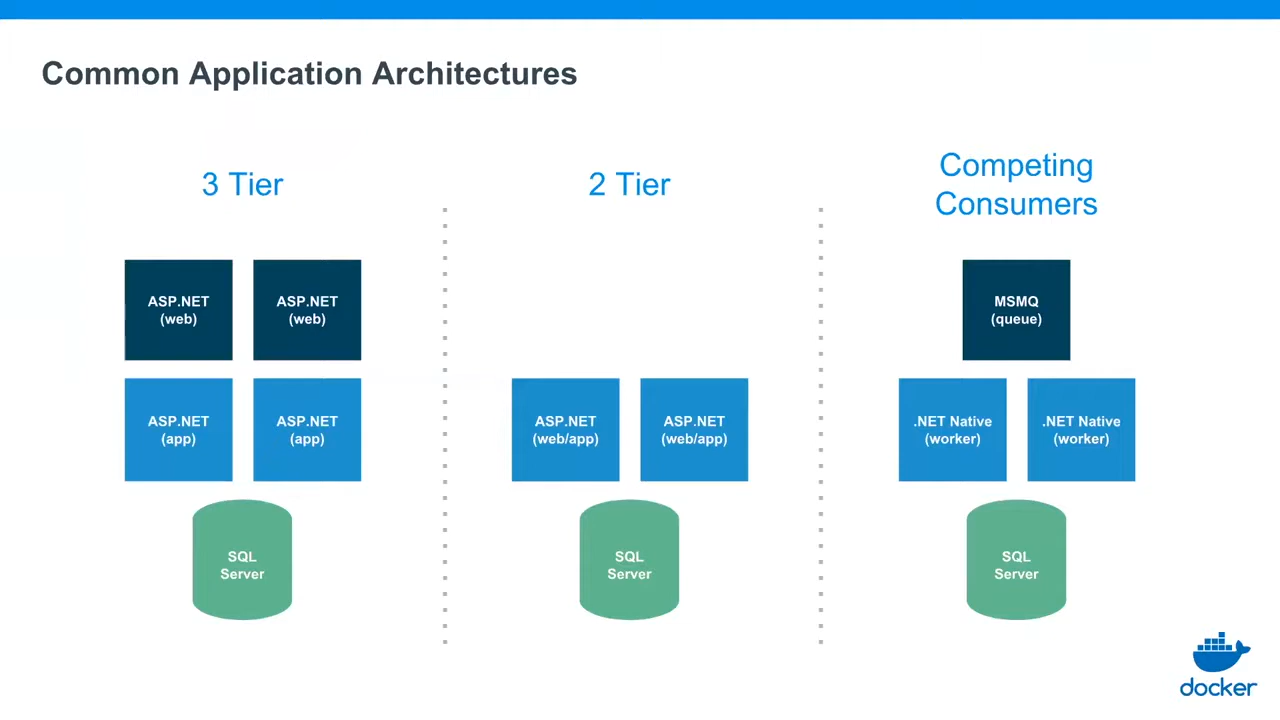 Common Application Architectures
3 Tier
ASP.NET
(web)
ASP.NET
(web)
ASP.NET
(app)
ASP.NET
(app)
SQL
Server
2 Tier
ASP.NET
(web/app)
ASP.NET
(web/app)
SQL
Server
Competing
Consumers
MSMQ
(queue)
.NET Native
(worker)
.NET Native
(worker)
SQL
Server
docker